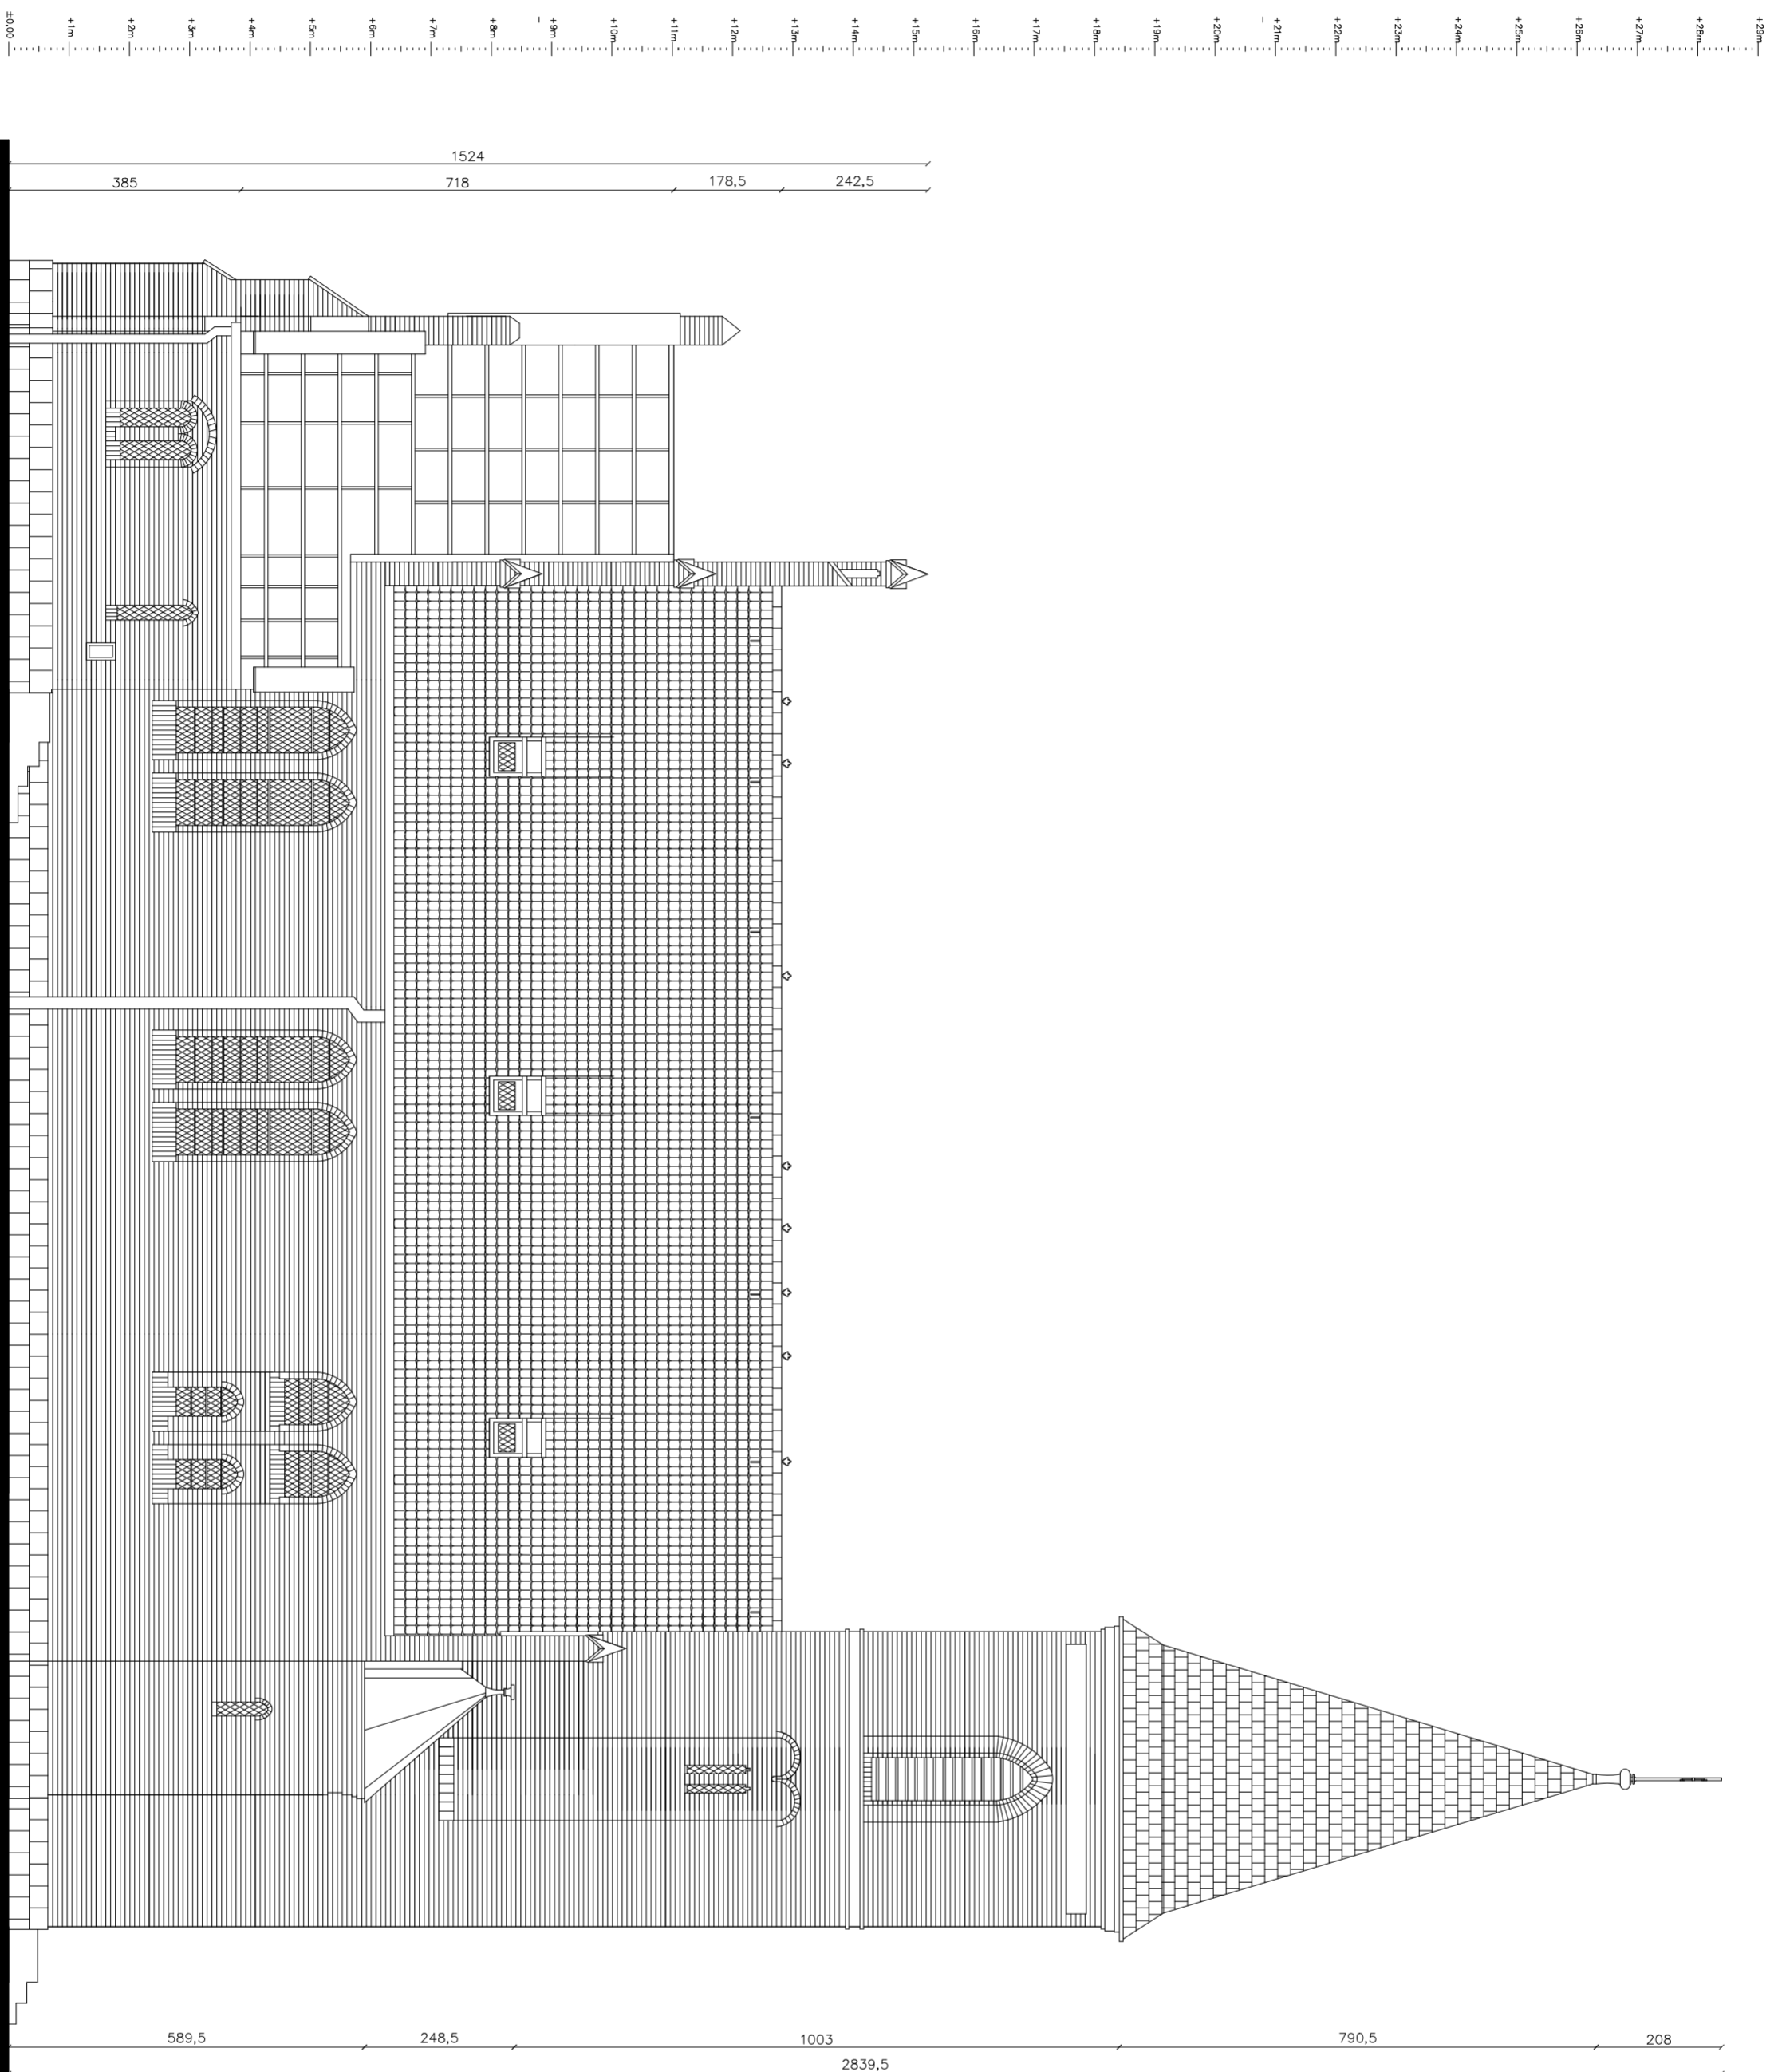 ±0,00
+1m
+2m
+3m
+4m
+5m
+6m
+7m
+8m
+9m
+10m
+11m
+12m
+13m
+14m
+15m
+16m
+17m
+18m
+19m
+20m
+21m
+22m
+23m
+24m
+25m
+26m
+27m
+28m
+29m
1524
385
718
178,5
242,5
589,5
248,5
1003
790,5
208
2839,5